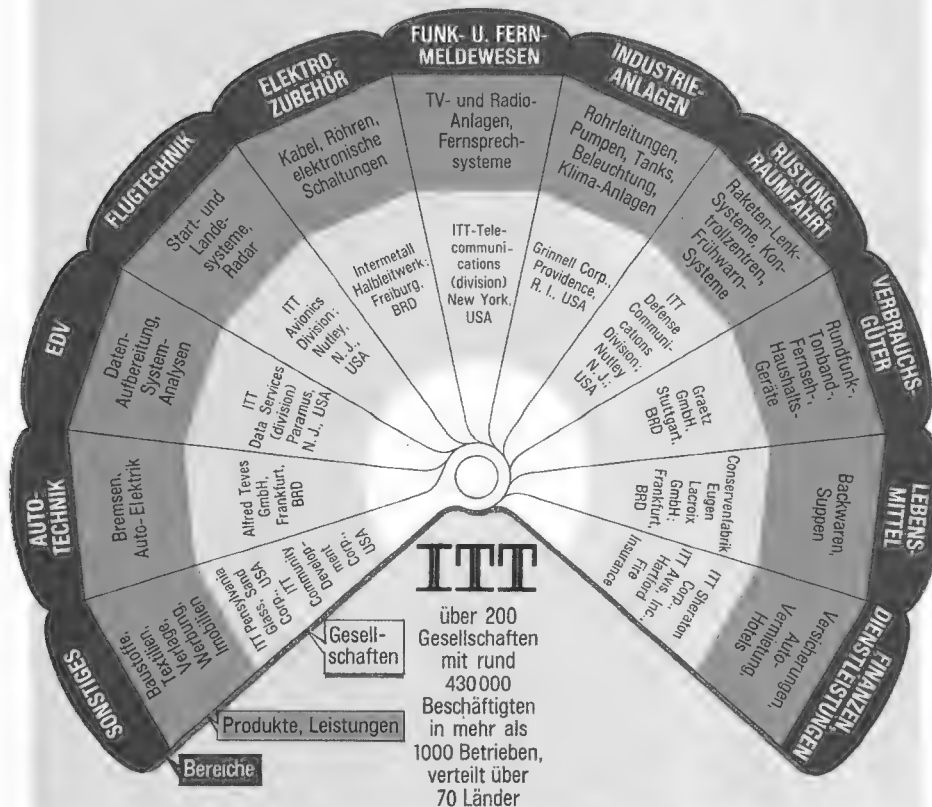 SONSTIGES
Baustoffe,
Textilien,
Verlage,
Werbung,
Imobilien
ITT Pensylvania
Glass, Sand
Corp., USA
ITT
Community
Develop-
ment
Corp.,
USA
AUTO-
TECHNIK
Bremsen,
Auto-Elektrik
Alfred Teves
GmbH,
Frankfurt,
BRD
EDV
Daten-
Aufbereitung,
System-
Analysen
ITT
Data Services
(division)
Paramus,
N. J., USA
FLUGTECHNIK
Start- und
Lande-
systeme,
Radar
ITT
Avionics
Division;
Nutley,
N. J.,
USA
ELEKTRO-
ZUBEHÖR
Kabel, Röhren,
elektronische
Schaltungen
Intermetall
Halbleitwerk;
Freiburg,
BRD
FUNK- U. FERN-
MELDEWESEN
TV- und Radio-
Anlagen,
Fernsprech-
systeme
ITT-Tele-
communi-
cations
(division)
New York,
USA
INDUSTRIE-
ANLAGEN
Rohrleitungen,
Pumpen, Tanks,
Beleuchtung,
Klima-Anlagen
Grinnell Corp.,
Providence,
R. I., USA
RÜSTUNG,
RAUMFAHRT
Raketen-Lenk-
Systeme, Kon-
trollzentren,
Frühwarn-
Systeme
ITT
Defense
Communi-
cations
Division;
Nutley
N. J.;
USA
VERBRAUCHS-
GÜTER
Rundfunk-,
Tonband-,
Fernseh-,
Haushalts-
Geräte
Graetz
GmbH,
Stuttgart.
BRD
LEBENS-
MITTEL
Backwaren,
Suppen
Conservenfabrik
Eugen
Lacroix
GmbH;
Frankfurt,
BRD
FINANZEN,
DIENSTLEISTUNGEN
Versicherungen,
Auto-
Vermietung,
Hotels
ITT Sheraton
Corp.,
ITT Avis, Inc.,
Hartford
Fire
Insurance
ITT
über 200
Gesellschaften
mit rund
430000
Beschäftigten
in mehr als
1000 Betrieben,
verteilt über
70 Länder
Gesell-
schaften
Produkte, Leistungen
Bereiche